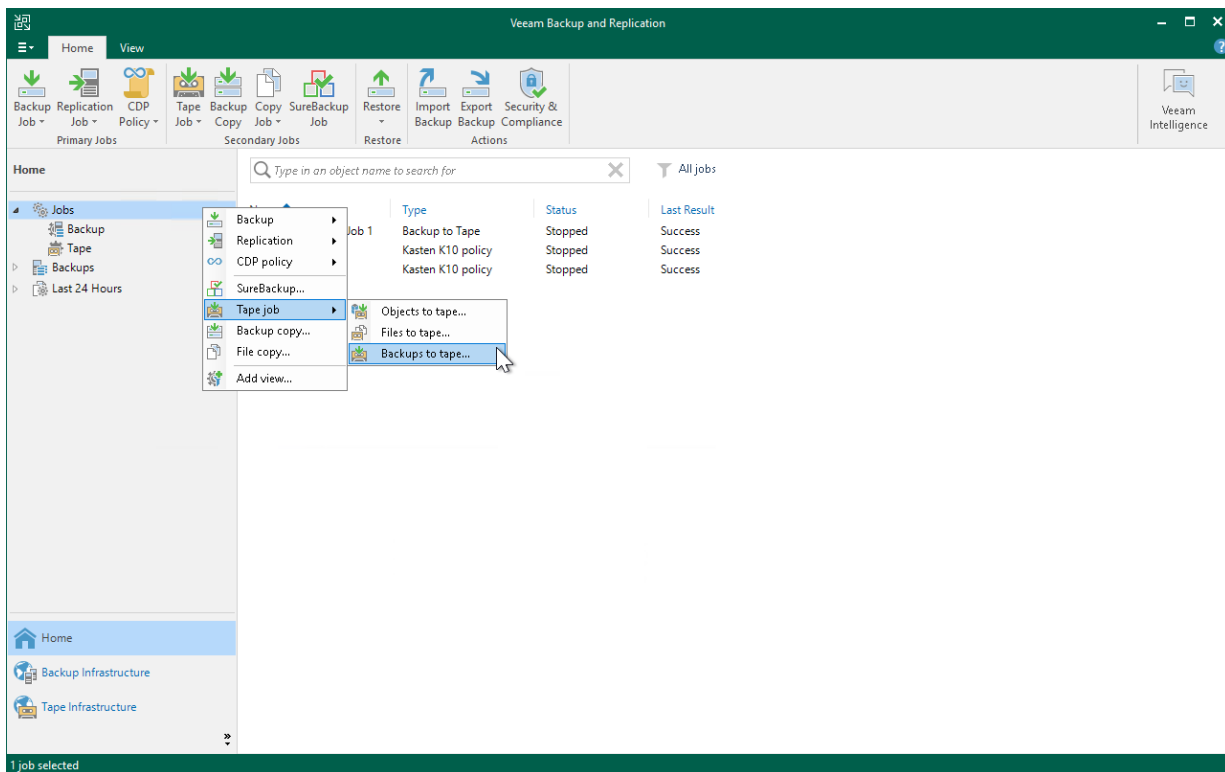 Veeam Backup and Replication
Home View
Backup Job Replication Job CDP Policy Tape Job Backup Copy Copy Job SureBackup Job Restore Import Backup Export Backup Security & Compliance Veeam Intelligence
Primary Jobs Secondary Jobs Restore Actions
Home
Type in an object name to search for
All jobs
Jobs
Backup
Tape
Backups
Last 24 Hours
Type Status Last Result
Job 1 Backup to Tape Stopped Success
Kasten K10 policy Stopped Success
Kasten K10 policy Stopped Success
Backup
Replication
CDP policy
SureBackup...
Tape job
Backup copy...
File copy...
Add view...
Objects to tape...
Files to tape...
Backups to tape...
Home
Backup Infrastructure
Tape Infrastructure
1 job selected